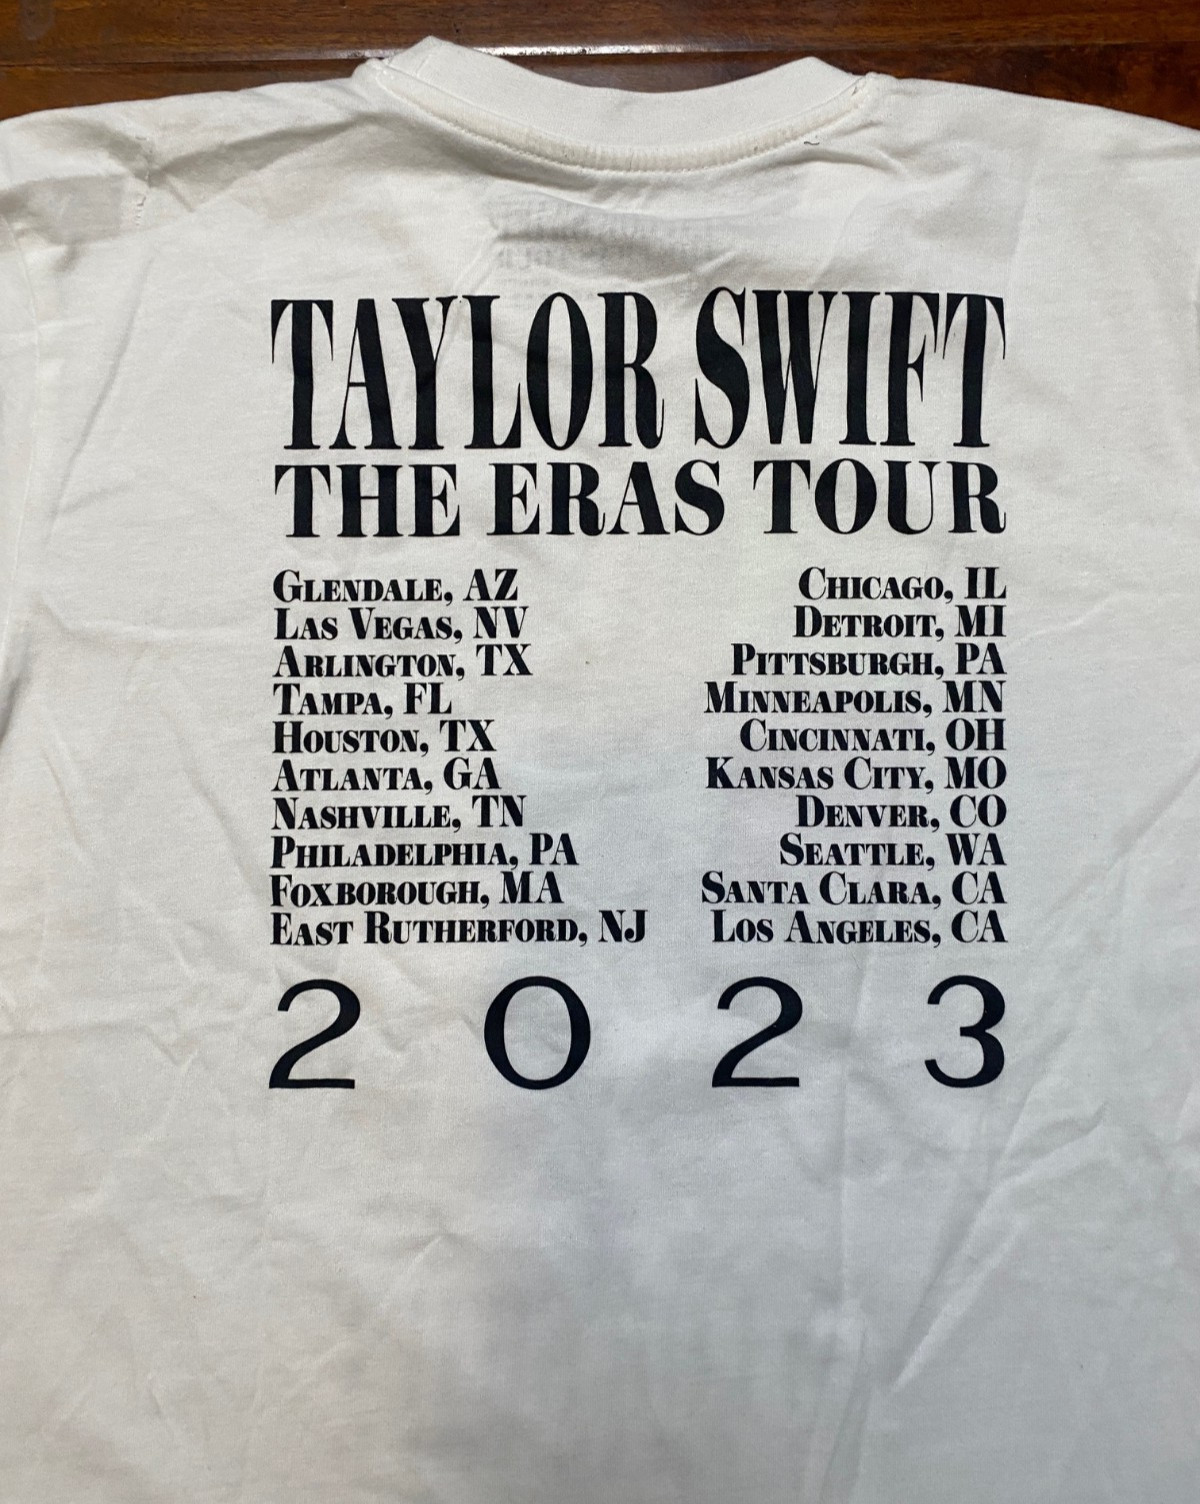 TAYLOR SWIFT
THE ERAS TOUR
GLENDALE, AZ
LAS VEGAS, NV
ARLINGTON, TX
TAMPA, FL
HOUSTON, TX
ATLANTA, GA
NASHVILLE, TN
PHILADELPHIA, PA
FOXBOROUGH, MA
EAST RUTHERFORD, NJ
CHICAGO, IL
DETROIT, MI
PITTSBURGH, PA
MINNEAPOLIS, MN
CINCINNATI, OH
KANSAS CITY, MO
DENVER, CO
SEATTLE, WA
SANTA CLARA, CA
LOS ANGELES, CA
2023